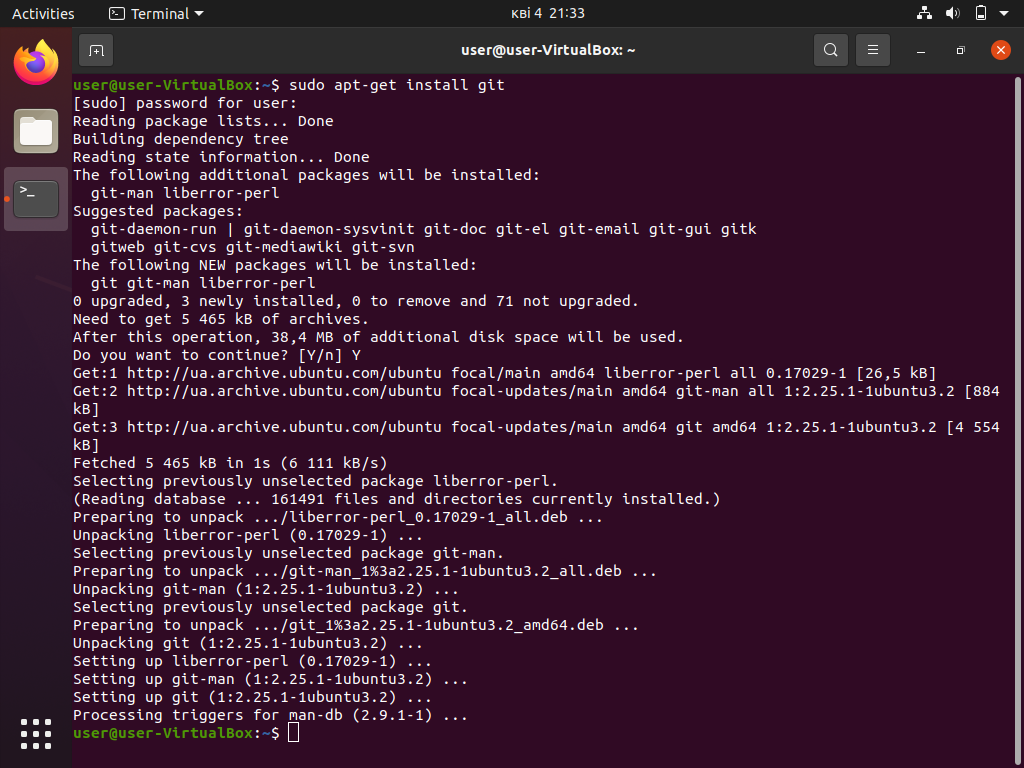 Activities
Terminal
кві 4 21:33
user@user-VirtualBox: ~
user@user-VirtualBox:~$ sudo apt-get install git
[sudo] password for user:
Reading package lists... Done
Building dependency tree
Reading state information... Done
The following additional packages will be installed:
  git-man liberror-perl
Suggested packages:
  git-daemon-run | git-daemon-sysvinit git-doc git-el git-email git-gui gitk
  gitweb git-cvs git-mediawiki git-svn
The following NEW packages will be installed:
  git git-man liberror-perl
0 upgraded, 3 newly installed, 0 to remove and 71 not upgraded.
Need to get 5 465 kB of archives.
After this operation, 38,4 MB of additional disk space will be used.
Do you want to continue? [Y/n] Y
Get:1 http://ua.archive.ubuntu.com/ubuntu focal/main amd64 liberror-perl all 0.17029-1 [26,5 kB]
Get:2 http://ua.archive.ubuntu.com/ubuntu focal-updates/main amd64 git-man all 1:2.25.1-1ubuntu3.2 [884
kB]
Get:3 http://ua.archive.ubuntu.com/ubuntu focal-updates/main amd64 git amd64 1:2.25.1-1ubuntu3.2 [4 554
kB]
Fetched 5 465 kB in 1s (6 111 kB/s)
Selecting previously unselected package liberror-perl.
(Reading database ... 161491 files and directories currently installed.)
Preparing to unpack .../liberror-perl_0.17029-1_all.deb ...
Unpacking liberror-perl (0.17029-1) ...
Selecting previously unselected package git-man.
Preparing to unpack .../git-man_1%3a2.25.1-1ubuntu3.2_all.deb ...
Unpacking git-man (1:2.25.1-1ubuntu3.2) ...
Selecting previously unselected package git.
Preparing to unpack .../git_1%3a2.25.1-1ubuntu3.2_amd64.deb ...
Unpacking git (1:2.25.1-1ubuntu3.2) ...
Setting up liberror-perl (0.17029-1) ...
Setting up git-man (1:2.25.1-1ubuntu3.2) ...
Setting up git (1:2.25.1-1ubuntu3.2) ...
Processing triggers for man-db (2.9.1-1) ...
user@user-VirtualBox:~$